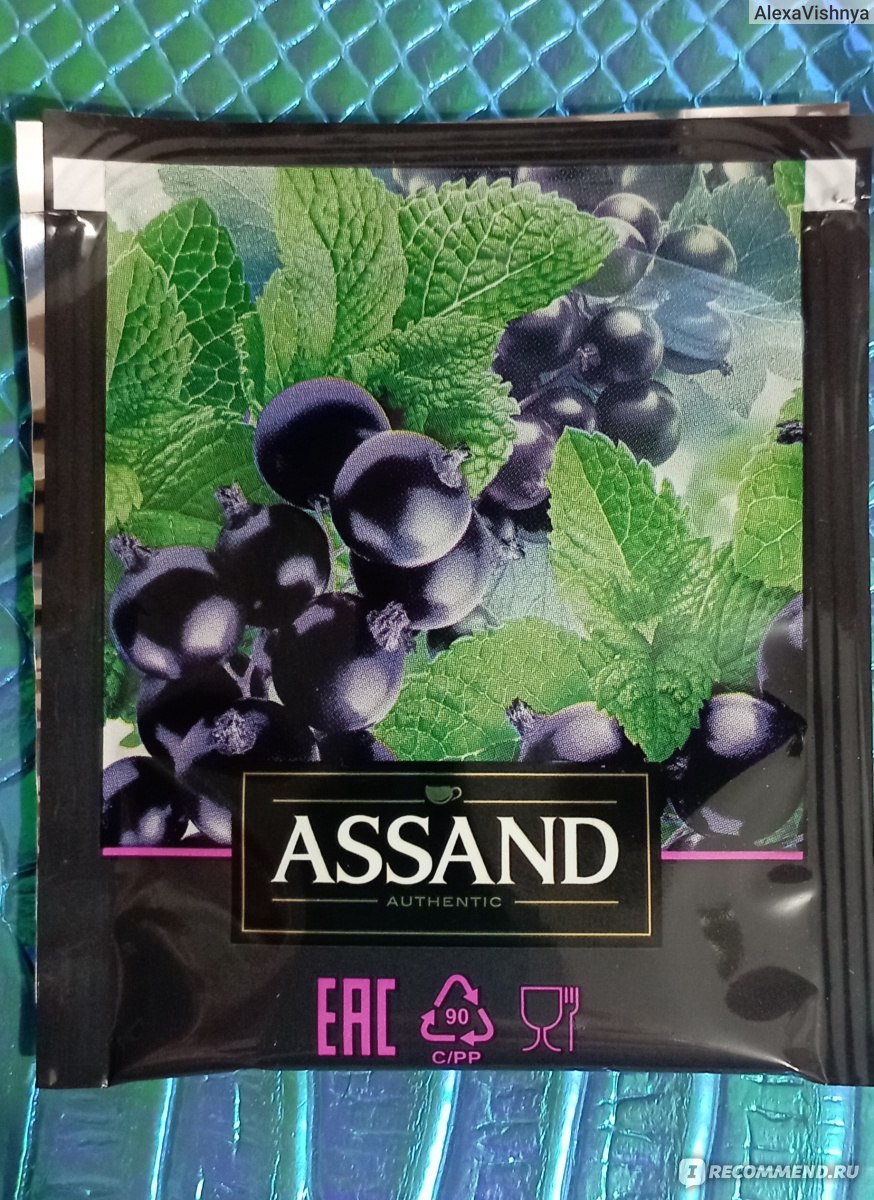 AlexaVishnya
ASSAND
AUTHENTIC
EAC
90
C/PP
IRECOMMEND.RU